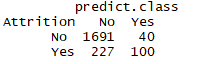 predict.class
Attrition No Yes
No 1691 40
Yes 227 100